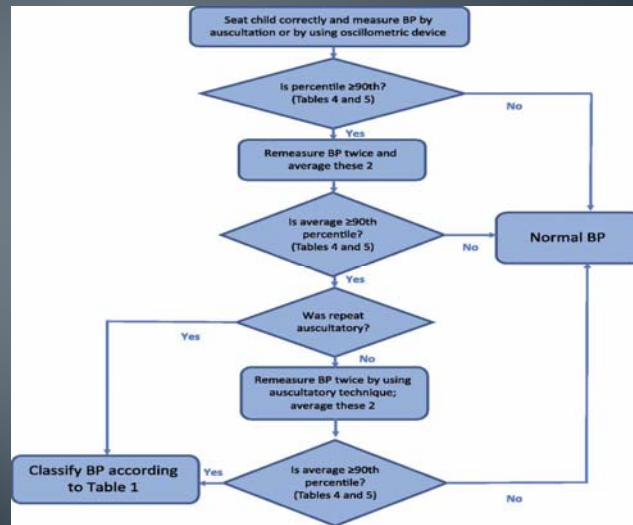 Seat child correctly and measure BP by
auscultation or by using oscillometric device
Is percentile ≥90th?
(Tables 4 and 5)
No
Yes
Remeasure BP twice and
average these 2
Is average ≥90th
percentile?
(Tables 4 and 5)
No
Normal BP
Yes
Was repeat
auscultatory?
Yes
No
Remeasure BP twice by using
auscultatory technique;
average these 2
Classify BP according
to Table 1
Yes
Is average ≥90th
percentile?
(Tables 4 and 5)
No